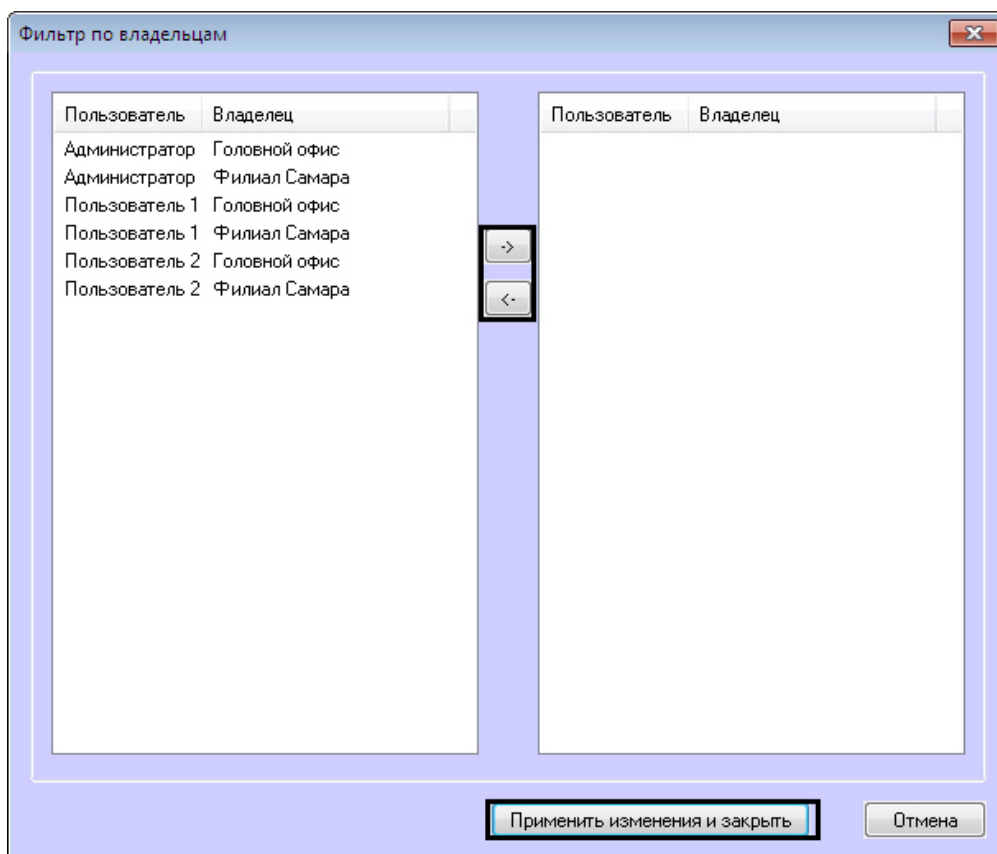 Фильтр по владельцам
Пользователь Владелец
Администратор Головной офис
Администратор Филиал Самара
Пользователь 1 Головной офис
Пользователь 1 Филиал Самара
Пользователь 2 Головной офис
Пользователь 2 Филиал Самара
->
<-
Пользователь Владелец
Применить изменения и закрыть
Отмена